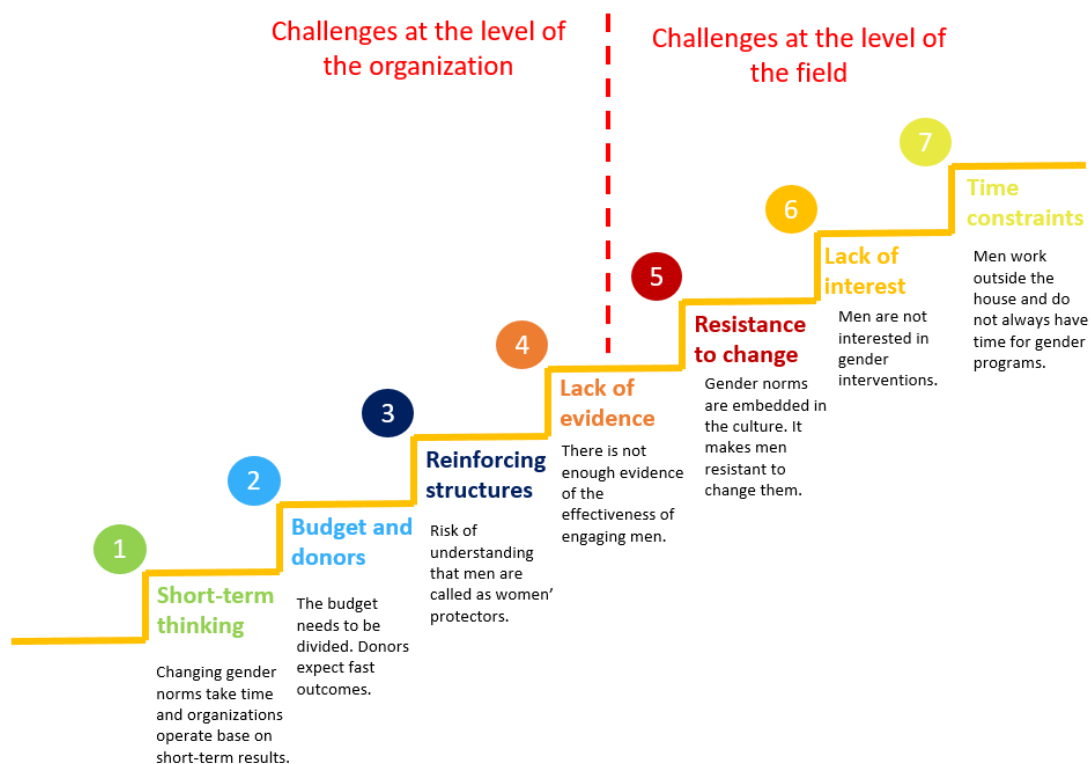 Challenges at the level of
the organization
Challenges at the level of
the field
1
Short-term
thinking
Changing gender
norms take time
and organizations
operate base on
short-term results.
2
Budget and
donors
The budget
needs to be
divided. Donors
expect fast
outcomes.
3
Reinforcing
structures
Risk of
understanding
that men are
called as women’
protectors.
4
Lack of
evidence
There is not
enough evidence
of the
effectiveness of
engaging men.
5
Resistance
to change
Gender norms
are embedded in
the culture. It
makes men
resistant to
change them.
6
Lack of
interest
Men are not
interested in
gender
interventions.
7
Time
constraints
Men work
outside the
house and do
not always have
time for gender
programs.